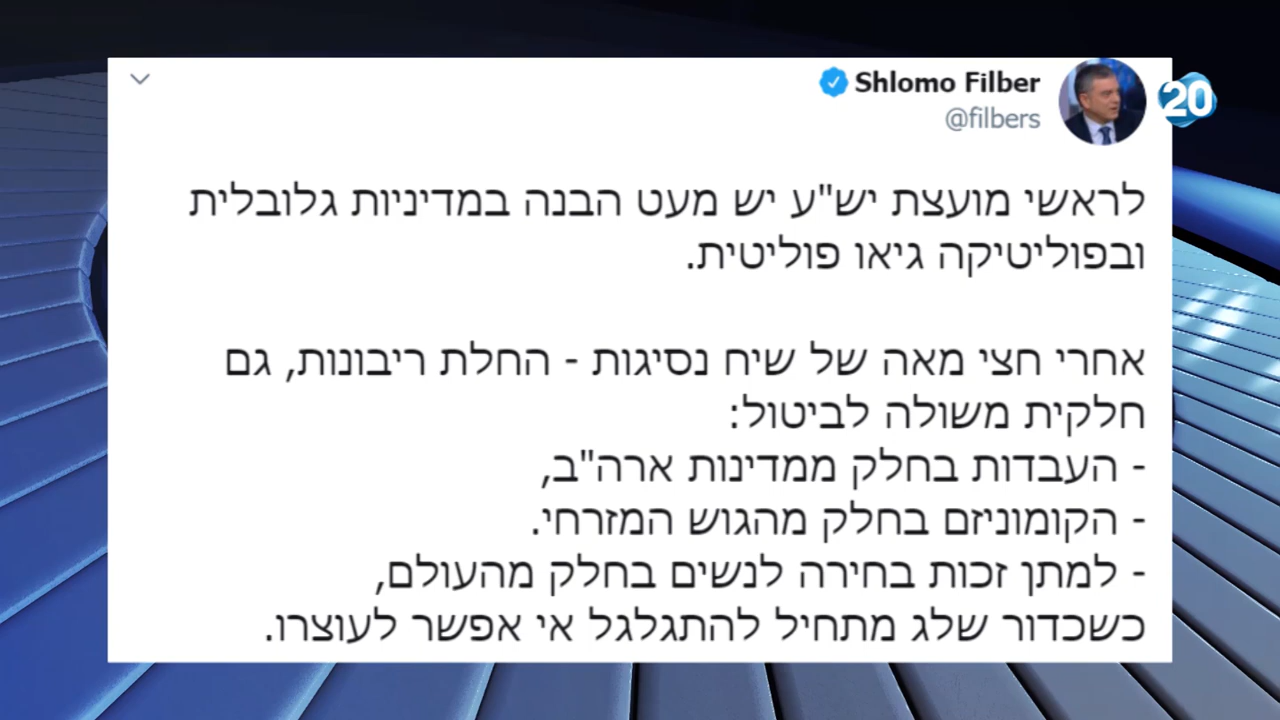 Shlomo Filber
@filbers
20
לראשי מועצת יש"ע יש מעט הבנה במדיניות גלובלית
ובפוליטיקה גיאו פוליטית.
אחרי חצי מאה של שיח נסיגות - החלת ריבונות, גם
חלקית משולה לביטול:
- העבדות בחלק ממדינות ארה"ב,
- הקומוניזם בחלק מהגוש המזרחי.
- למתן זכות בחירה לנשים בחלק מהעולם,
כשכדור שלג מתחיל להתגלגל אי אפשר לעוצרו.